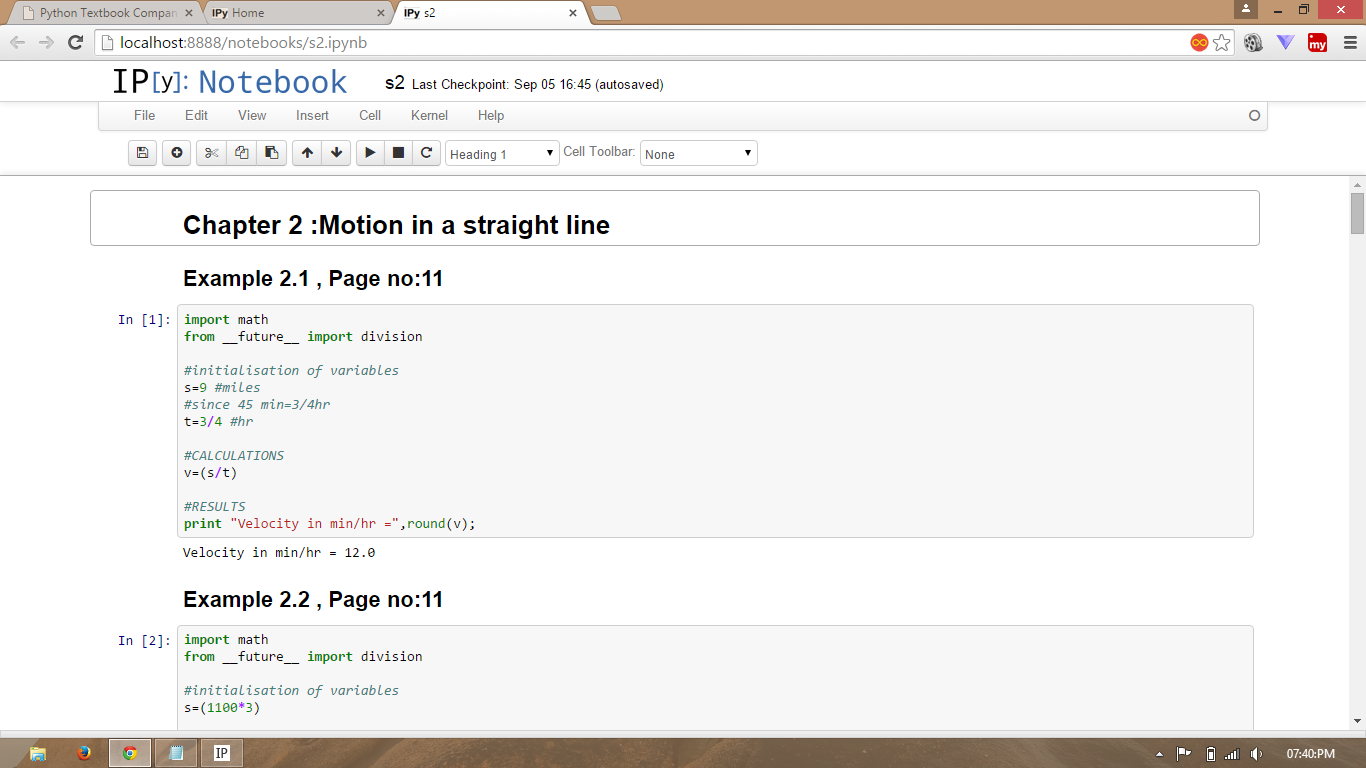 Python Textbook Compan
IPy Home
IPy s2
localhost:8888/notebooks/s2.ipynb
my
IP[y]: Notebook
s2 Last Checkpoint: Sep 05 16:45 (autosaved)
File Edit View Insert Cell Kernel Help
Heading 1 Cell Toolbar: None
Chapter 2 :Motion in a straight line
Example 2.1 , Page no:11
In [1]: import math
from __future__ import division
#initialisation of variables
s=9 #miles
#since 45 min=3/4hr
t=3/4 #hr
#CALCULATIONS
v=(s/t)
#RESULTS
print "Velocity in min/hr =",round(v);
Velocity in min/hr = 12.0
Example 2.2 , Page no:11
In [2]: import math
from __future__ import division
#initialisation of variables
s=(1100*3)
IP
07:40:PM